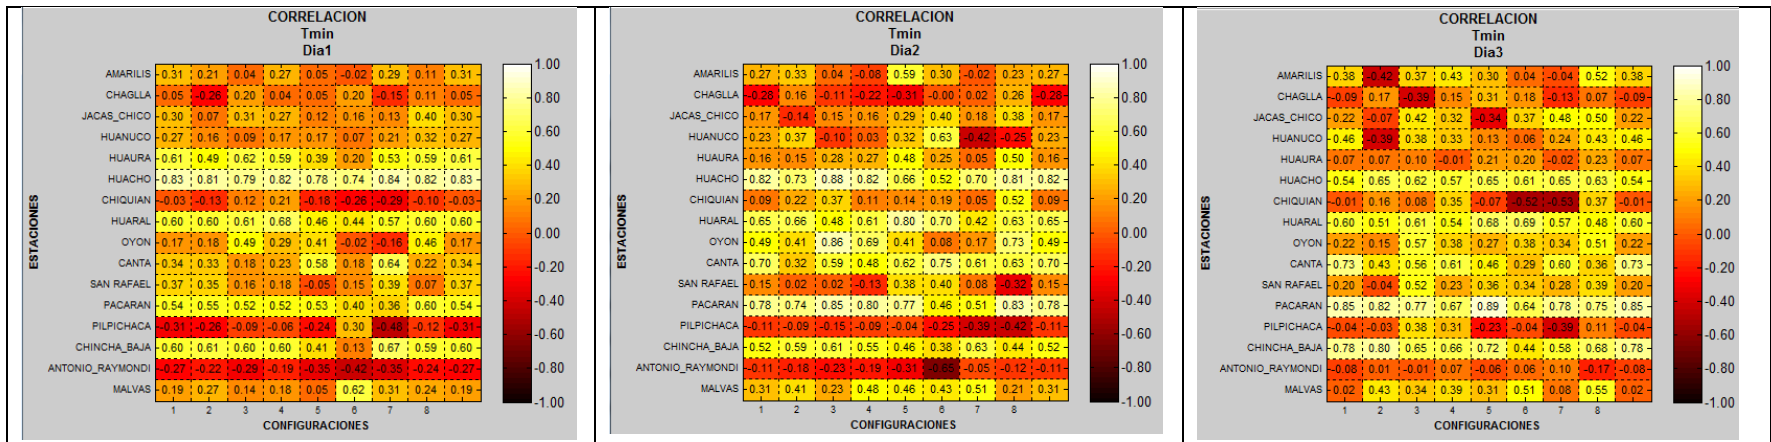 CORRELACION
Tmin
Dia1
AMARILIS 0.31 0.21 0.04 0.27 0.05 -0.02 0.29 0.11 0.31
CHAGLLA 0.05 -0.26 0.20 0.04 0.05 0.20 -0.15 0.11 0.05
JACAS_CHICO 0.30 0.07 0.31 0.27 0.12 0.16 0.13 0.40 0.30
HUANUCO 0.27 0.16 0.09 0.17 0.17 0.07 0.21 0.32 0.27
HUAURA 0.61 0.49 0.62 0.59 0.39 0.20 0.53 0.59 0.61
HUACHO 0.83 0.81 0.79 0.82 0.78 0.74 0.84 0.82 0.83
CHIQUIAN -0.03 -0.13 0.12 0.21 -0.18 -0.26 -0.29 -0.10 -0.03
HUARAL 0.60 0.60 0.61 0.68 0.46 0.44 0.57 0.60 0.60
OYON 0.17 0.18 0.49 0.29 0.41 -0.02 -0.16 0.46 0.17
CANTA 0.34 0.33 0.18 0.23 0.58 0.18 0.64 0.22 0.34
SAN RAFAEL 0.37 0.35 0.16 0.18 -0.05 0.15 0.39 0.07 0.37
PACARAN 0.54 0.55 0.52 0.52 0.53 0.40 0.36 0.60 0.54
PILPICHACA -0.31 -0.26 -0.09 -0.06 -0.24 0.30 -0.48 -0.12 -0.31
CHINCHA_BAJA 0.60 0.61 0.60 0.60 0.41 0.13 0.67 0.59 0.60
ANTONIO_RAYMONDI -0.27 -0.22 -0.29 -0.19 -0.35 -0.42 -0.35 -0.24 -0.27
MALVAS 0.19 0.27 0.14 0.18 0.05 0.62 0.31 0.24 0.19
1 2 3 4 5 6 7 8
CONFIGURACIONES
ESTACIONES
1.00
0.80
0.60
0.40
0.20
0.00
-0.20
-0.40
-0.60
-0.80
-1.00
CORRELACION
Tmin
Dia2
AMARILIS 0.27 0.33 0.04 -0.08 0.59 0.30 -0.02 0.23 0.27
CHAGLLA -0.28 0.16 -0.11 -0.22 -0.31 -0.00 0.02 0.26 -0.28
JACAS_CHICO 0.17 -0.14 0.15 0.16 0.29 0.40 0.18 0.38 0.17
HUANUCO 0.23 0.37 -0.10 0.03 0.32 0.63 -0.42 -0.25 0.23
HUAURA 0.16 0.15 0.28 0.27 0.48 0.25 0.05 0.50 0.16
HUACHO 0.82 0.73 0.88 0.82 0.66 0.52 0.70 0.81 0.82
CHIQUIAN 0.09 0.22 0.37 0.11 0.14 0.19 0.05 0.52 0.09
HUARAL 0.65 0.66 0.48 0.61 0.80 0.70 0.42 0.63 0.65
OYON 0.49 0.41 0.86 0.69 0.41 0.08 0.17 0.73 0.49
CANTA 0.70 0.32 0.59 0.48 0.62 0.75 0.61 0.63 0.70
SAN RAFAEL 0.15 0.02 0.02 -0.13 0.38 0.40 0.08 -0.32 0.15
PACARAN 0.78 0.74 0.85 0.80 0.77 0.46 0.51 0.83 0.78
PILPICHACA -0.11 -0.09 -0.15 -0.09 -0.04 -0.25 -0.39 -0.42 -0.11
CHINCHA_BAJA 0.52 0.59 0.61 0.55 0.46 0.38 0.63 0.44 0.52
ANTONIO_RAYMONDI -0.11 -0.18 -0.23 -0.19 -0.31 -0.65 -0.05 -0.12 -0.11
MALVAS 0.31 0.41 0.23 0.48 0.46 0.43 0.51 0.21 0.31
1 2 3 4 5 6 7 8
CONFIGURACIONES
ESTACIONES
1.00
0.80
0.60
0.40
0.20
0.00
-0.20
-0.40
-0.60
-0.80
-1.00
CORRELACION
Tmin
Dia3
AMARILIS 0.38 -0.42 0.37 0.43 0.30 0.04 -0.04 0.52 0.38
CHAGLLA -0.09 0.17 -0.39 0.15 0.31 0.18 -0.13 0.07 -0.09
JACAS_CHICO 0.22 -0.07 0.42 0.32 -0.34 0.37 0.48 0.50 0.22
HUANUCO 0.46 -0.39 0.38 0.33 0.13 0.06 0.24 0.43 0.46
HUAURA 0.07 0.07 0.10 -0.01 0.21 0.20 -0.02 0.23 0.07
HUACHO 0.54 0.65 0.62 0.57 0.65 0.61 0.65 0.63 0.54
CHIQUIAN -0.01 0.16 0.08 0.35 -0.07 -0.52 -0.53 0.37 -0.01
HUARAL 0.60 0.51 0.61 0.54 0.68 0.69 0.57 0.48 0.60
OYON 0.22 0.15 0.57 0.38 0.27 0.38 0.34 0.51 0.22
CANTA 0.73 0.43 0.56 0.61 0.46 0.29 0.60 0.36 0.73
SAN RAFAEL 0.20 -0.04 0.52 0.23 0.36 0.34 0.28 0.39 0.20
PACARAN 0.85 0.82 0.77 0.67 0.89 0.64 0.78 0.75 0.85
PILPICHACA -0.04 -0.03 0.38 0.31 -0.23 -0.04 -0.39 0.11 -0.04
CHINCHA_BAJA 0.78 0.80 0.65 0.66 0.72 0.44 0.58 0.68 0.78
ANTONIO_RAYMONDI -0.08 0.01 -0.01 0.07 -0.06 0.06 0.10 -0.17 -0.08
MALVAS 0.02 0.43 0.34 0.39 0.31 0.51 0.08 0.55 0.02
1 2 3 4 5 6 7 8
CONFIGURACIONES
ESTACIONES
1.00
0.80
0.60
0.40
0.20
0.00
-0.20
-0.40
-0.60
-0.80
-1.00